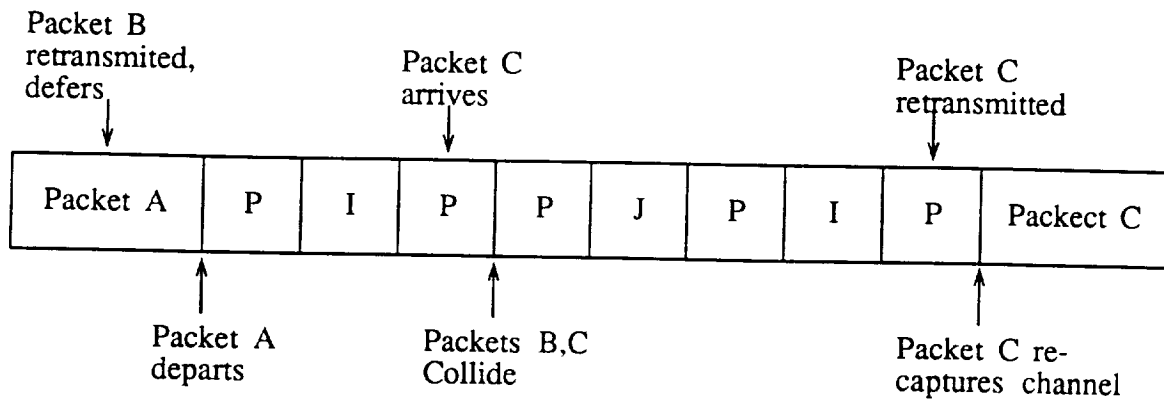 Packet B
retransmited,
defers
Packet C
arrives
Packet C
retransmitted
Packet A P I P P J P I P Packect C
Packet A
departs
Packets B,C
Collide
Packet C re-
captures channel